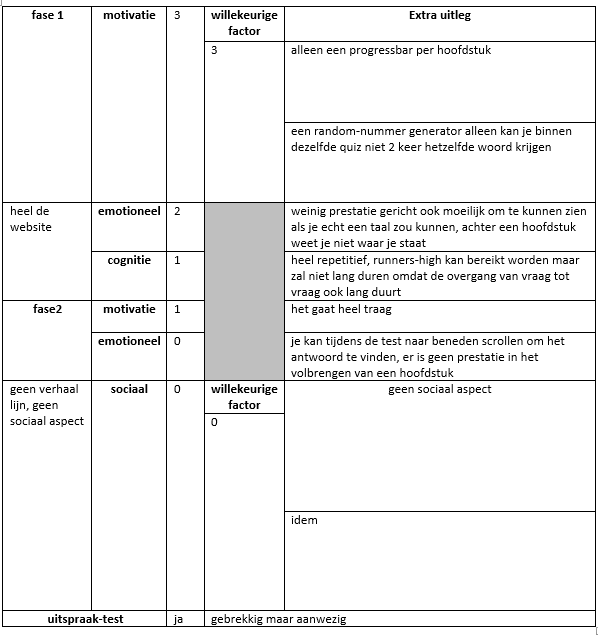 fase 1 motivatie 3 willekeurige Extra uitleg
factor
3 alleen een progressbar per hoofdstuk
een random-nummer generator alleen kan je binnen
dezelfde quiz niet 2 keer hetzelfde woord krijgen
heel de emotioneel 2 weinig prestatie gericht ook moeilijk om te kunnen zien
website als je echt een taal zou kunnen, achter een hoofdstuk
weet je niet waar je staat
cognitie 1 heel repetitief, runners-high kan bereikt worden maar
zal niet lang duren omdat de overgang van vraag tot
vraag ook lang duurt
fase2 motivatie 1 het gaat heel traag
emotioneel 0 je kan tijdens de test naar beneden scrollen om het
antwoord te vinden, er is geen prestatie in het
volbrengen van een hoofdstuk
geen verhaal sociaal 0 willekeurige geen sociaal aspect
lijn, geen factor
sociaal aspect 0
idem
uitspraak-test ja gebrekkig maar aanwezig